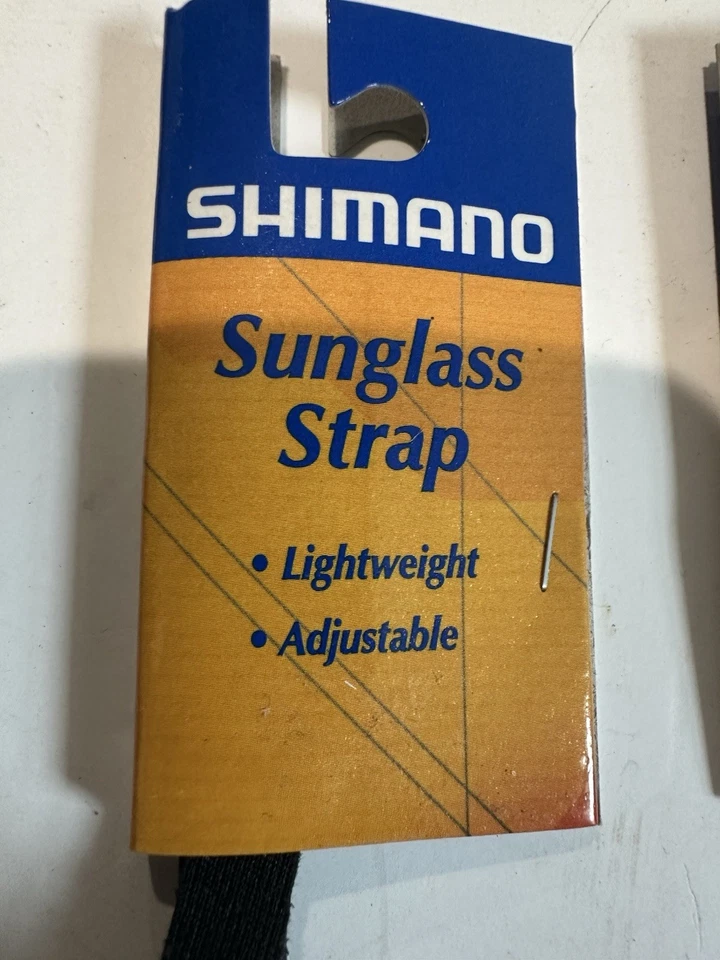 SHIMANO
Sunglass
Strap
• Lightweight
• Adjustable